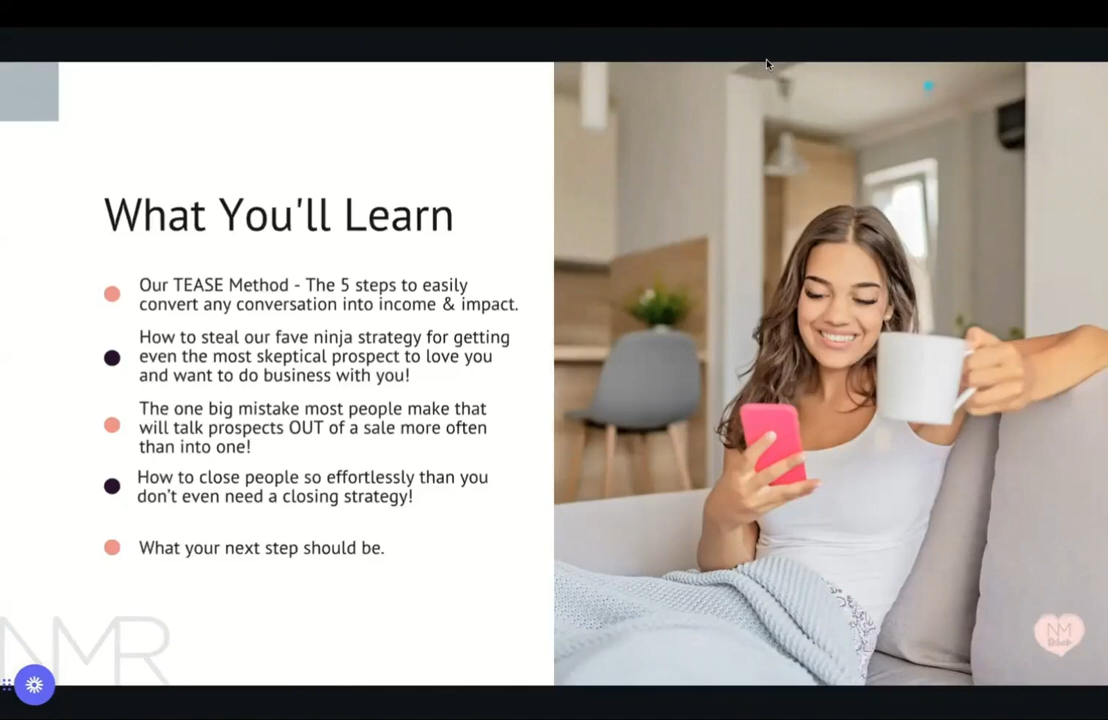 What You'll Learn
Our TEASE Method - The 5 steps to easily
convert any conversation into income & impact.
How to steal our fave ninja strategy for getting
even the most skeptical prospect to love you
and want to do business with you!
The one big mistake most people make that
will talk prospects OUT of a sale more often
than into one!
How to close people so effortlessly than you
don't even need a closing strategy!
What your next step should be.
NMR
NM